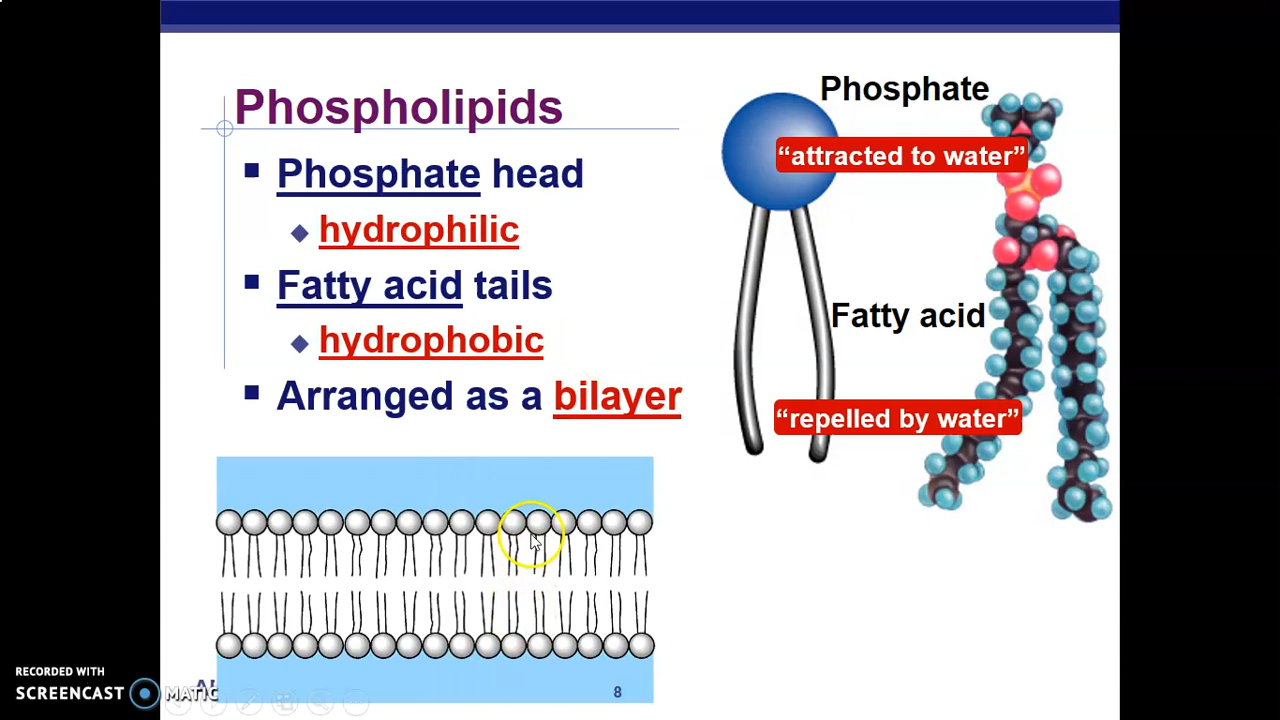 Phospholipids
Phosphate head
hydrophilic
Fatty acid tails
hydrophobic
Arranged as a bilayer
Phosphate
“attracted to water”
Fatty acid
“repelled by water”
RECORDED WITH
SCREENCAST MATIC
8